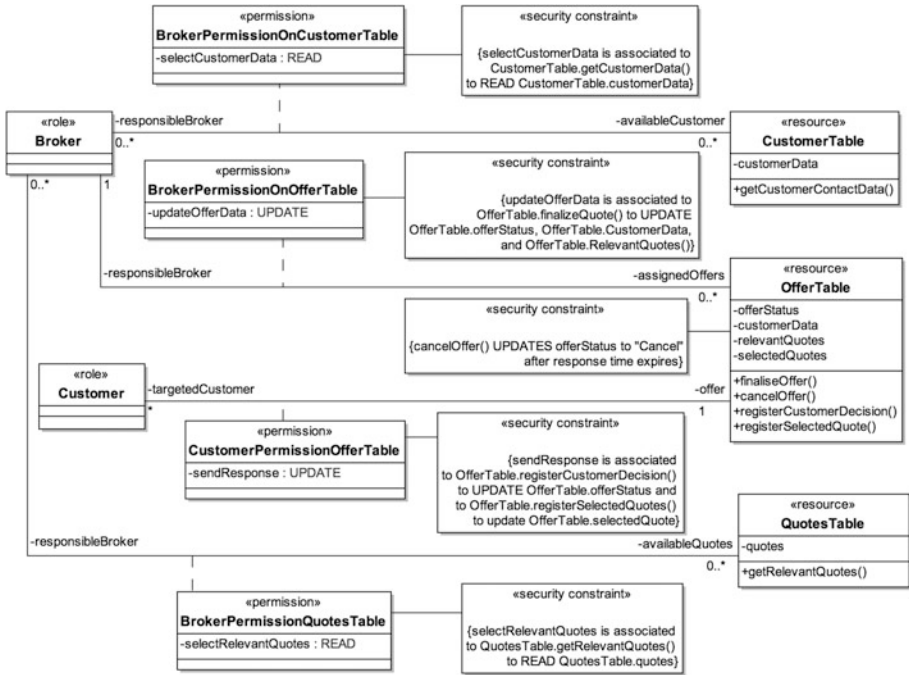 «permission»
BrokerPermissionOnCustomerTable
-selectCustomerData : READ
«security constraint»
{selectCustomerData is associated to
CustomerTable.getCustomerData()
to READ CustomerTable.customerData}
«role»
Broker
-responsibleBroker
0..*
-availableCustomer
0..*
«resource»
CustomerTable
-customerData
+getCustomerContactData()
0..*
1
«permission»
BrokerPermissionOnOfferTable
-updateOfferData : UPDATE
«security constraint»
{updateOfferData is associated to
OfferTable.finalizeQuote() to UPDATE
OfferTable.offerStatus, OfferTable.CustomerData,
and OfferTable.RelevantQuotes()}
-responsibleBroker
-assignedOffers
0..*
«resource»
OfferTable
-offerStatus
-customerData
-relevantQuotes
-selectedQuotes
+finaliseOffer()
+cancelOffer()
+registerCustomerDecision()
+registerSelectedQuote()
«security constraint»
{cancelOffer() UPDATES offerStatus to "Cancel"
after response time expires}
«role»
Customer
-targetedCustomer
*
-offer
1
«permission»
CustomerPermissionOfferTable
-sendResponse : UPDATE
«security constraint»
{sendResponse is associated
to OfferTable.registerCustomerDecision()
to UPDATE OfferTable.offerStatus and
to OfferTable.registerSelectedQuotes()
to update OfferTable.selectedQuote}
-responsibleBroker
-availableQuotes
0..*
«resource»
QuotesTable
-quotes
+getRelevantQuotes()
«permission»
BrokerPermissionQuotesTable
-selectRelevantQuotes : READ
«security constraint»
{selectRelevantQuotes is associated
to QuotesTable.getRelevantQuotes()
to READ QuotesTable.quotes}